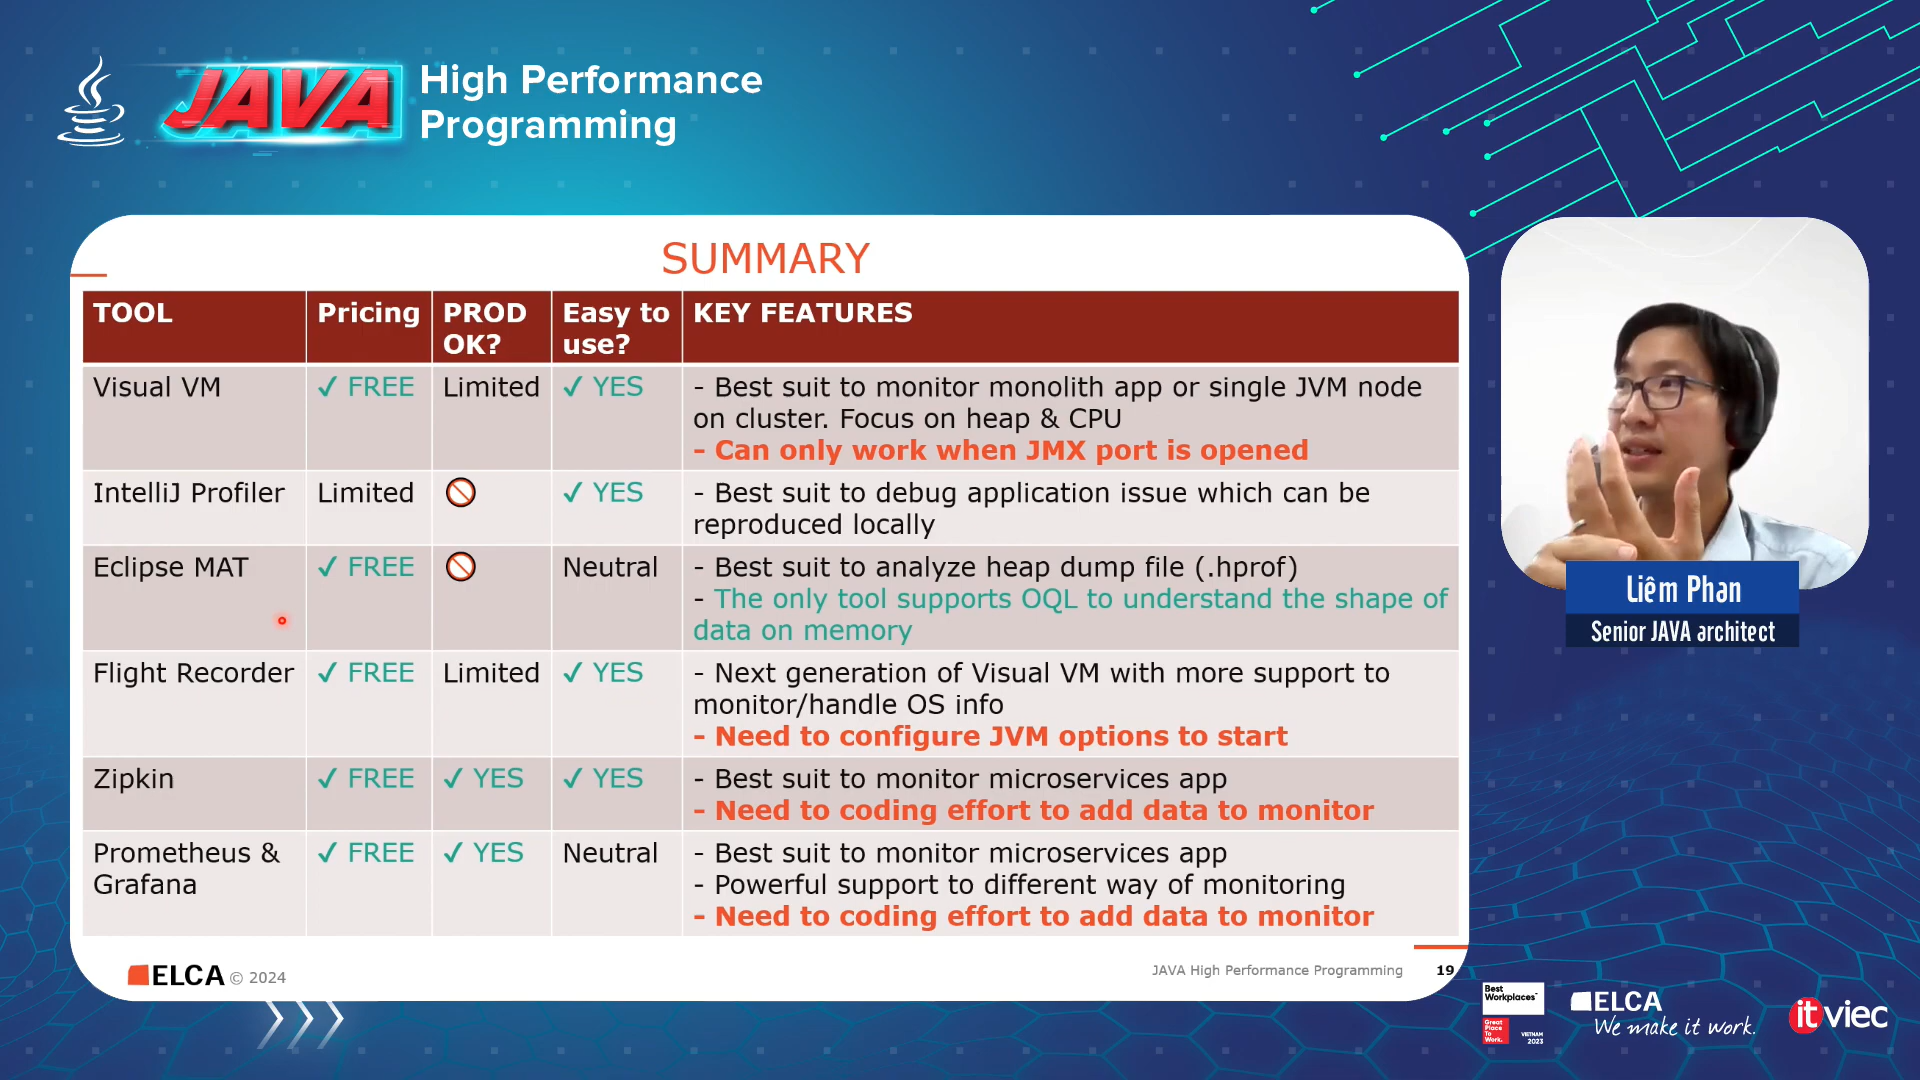 JAVA
High Performance
Programming
SUMMARY
TOOL
Pricing
PROD
OK?
Easy to
use?
KEY FEATURES
Visual VM
✓ FREE
Limited
✓ YES
- Best suit to monitor monolith app or single JVM node
on cluster. Focus on heap & CPU
- Can only work when JMX port is opened
IntelliJ Profiler
Limited
✓ YES
- Best suit to debug application issue which can be
reproduced locally
Eclipse MAT
✓ FREE
Neutral
- Best suit to analyze heap dump file (.hprof)
- The only tool supports OQL to understand the shape of
data on memory
Flight Recorder
✓ FREE
Limited
✓ YES
- Next generation of Visual VM with more support to
monitor/handle OS info
- Need to configure JVM options to start
Zipkin
✓ FREE
✓ YES
✓ YES
- Best suit to monitor microservices app
- Need to coding effort to add data to monitor
Prometheus &
Grafana
✓ FREE
✓ YES
Neutral
- Best suit to monitor microservices app
- Powerful support to different way of monitoring
- Need to coding effort to add data to monitor
ELCA © 2024
JAVA High Performance Programming
19
Liêm Phan
Senior JAVA architect
Best
Workplaces™
Great
Place
To
Work.
VIETNAM
2023
ELCA
We make it work.
itviec